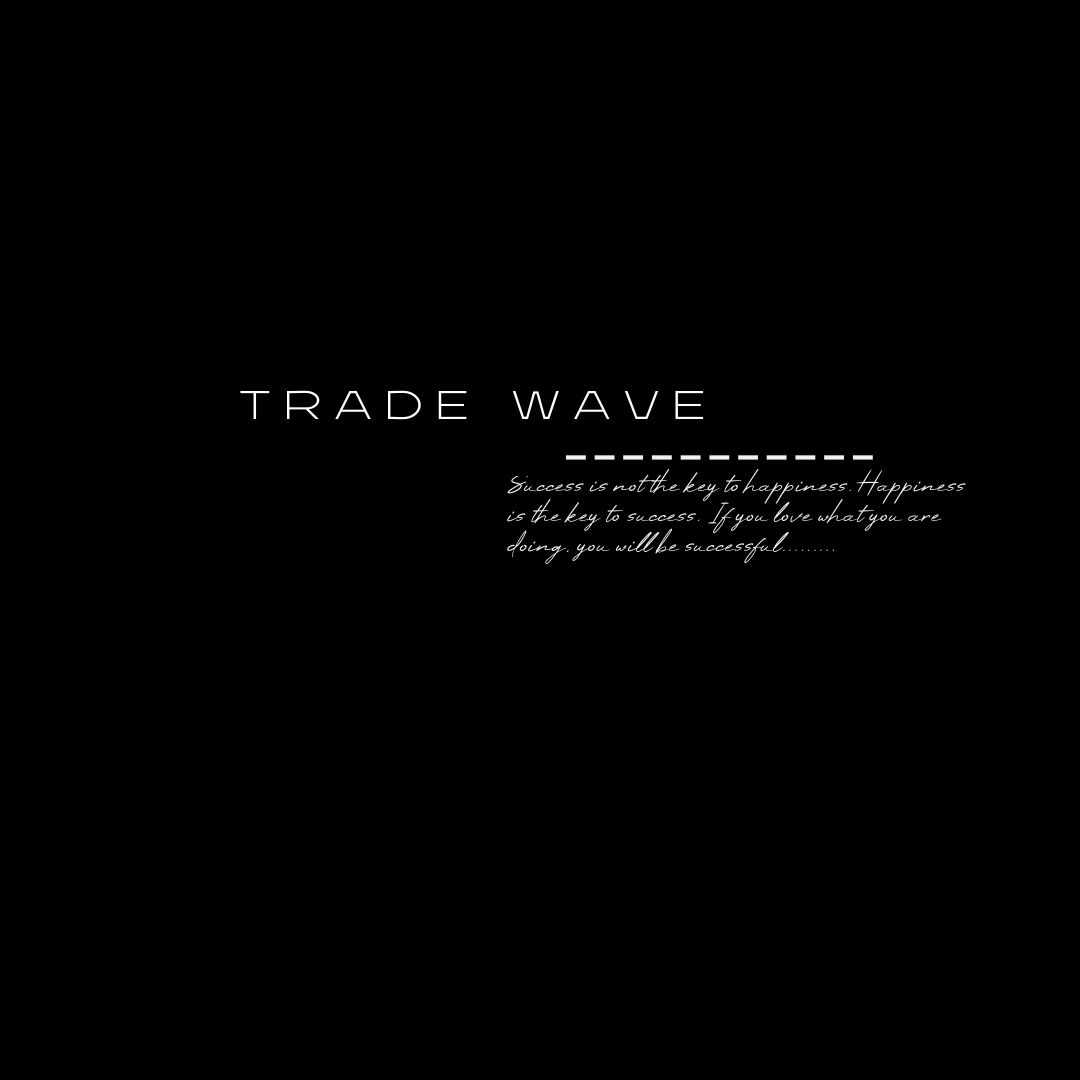 TRADE WAVE
Success is not the key to happiness. Happiness
is the key to success. If you love what you are
doing, you will be successful.........